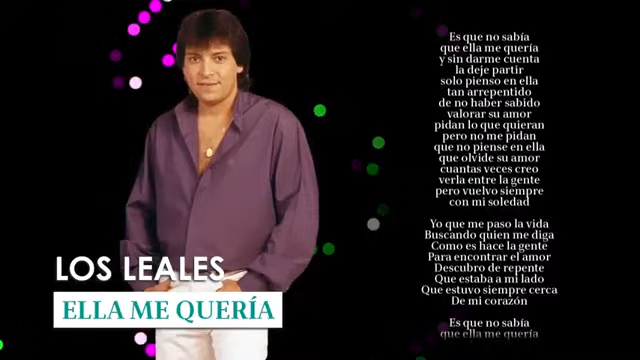 LOS LEALES
ELLA ME QUERÍA
Es que no sabía
que ella me quería
y sin darme cuenta
la deje partir
solo pienso en ella
tan arrepentido
de no haber sabido
valorar su amor
pidan lo que quieran
pero no me pidan
que no piense en ella
que olvide su amor
cuantas veces creo
verla entre la gente
pero vuelvo siempre
con mi soledad
Yo que me paso la vida
Buscando quien me diga
Como es hace la gente
Para encontrar el amor
Descubro de repente
Que estaba a mi lado
Que estuvo siempre cerca
De mi corazón
Es que no sabía
que ella me quería